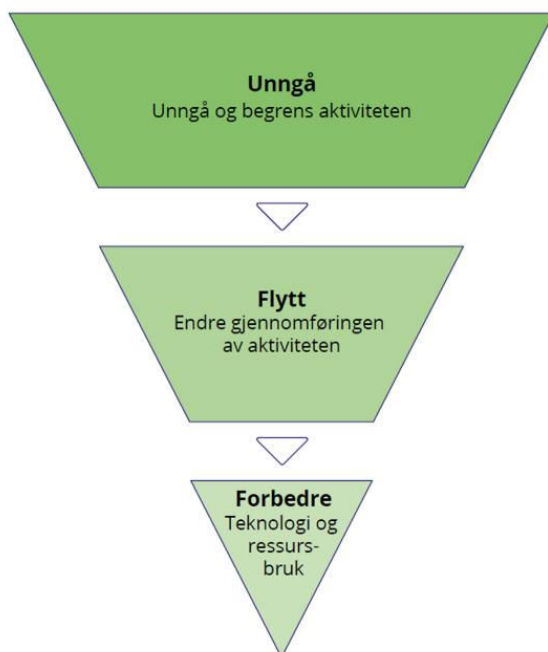 Unngå
Unngå og begrens aktiviteten
Flytt
Endre gjennomføringen
av aktiviteten
Forbedre
Teknologi og
ressurs-
bruk